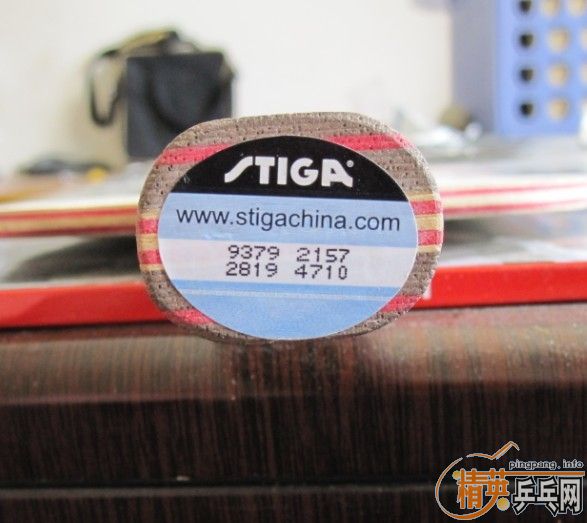 STIGA
www.stigachina.com
9379 2157
2819 4710
pingpang.info
精英乒乓网